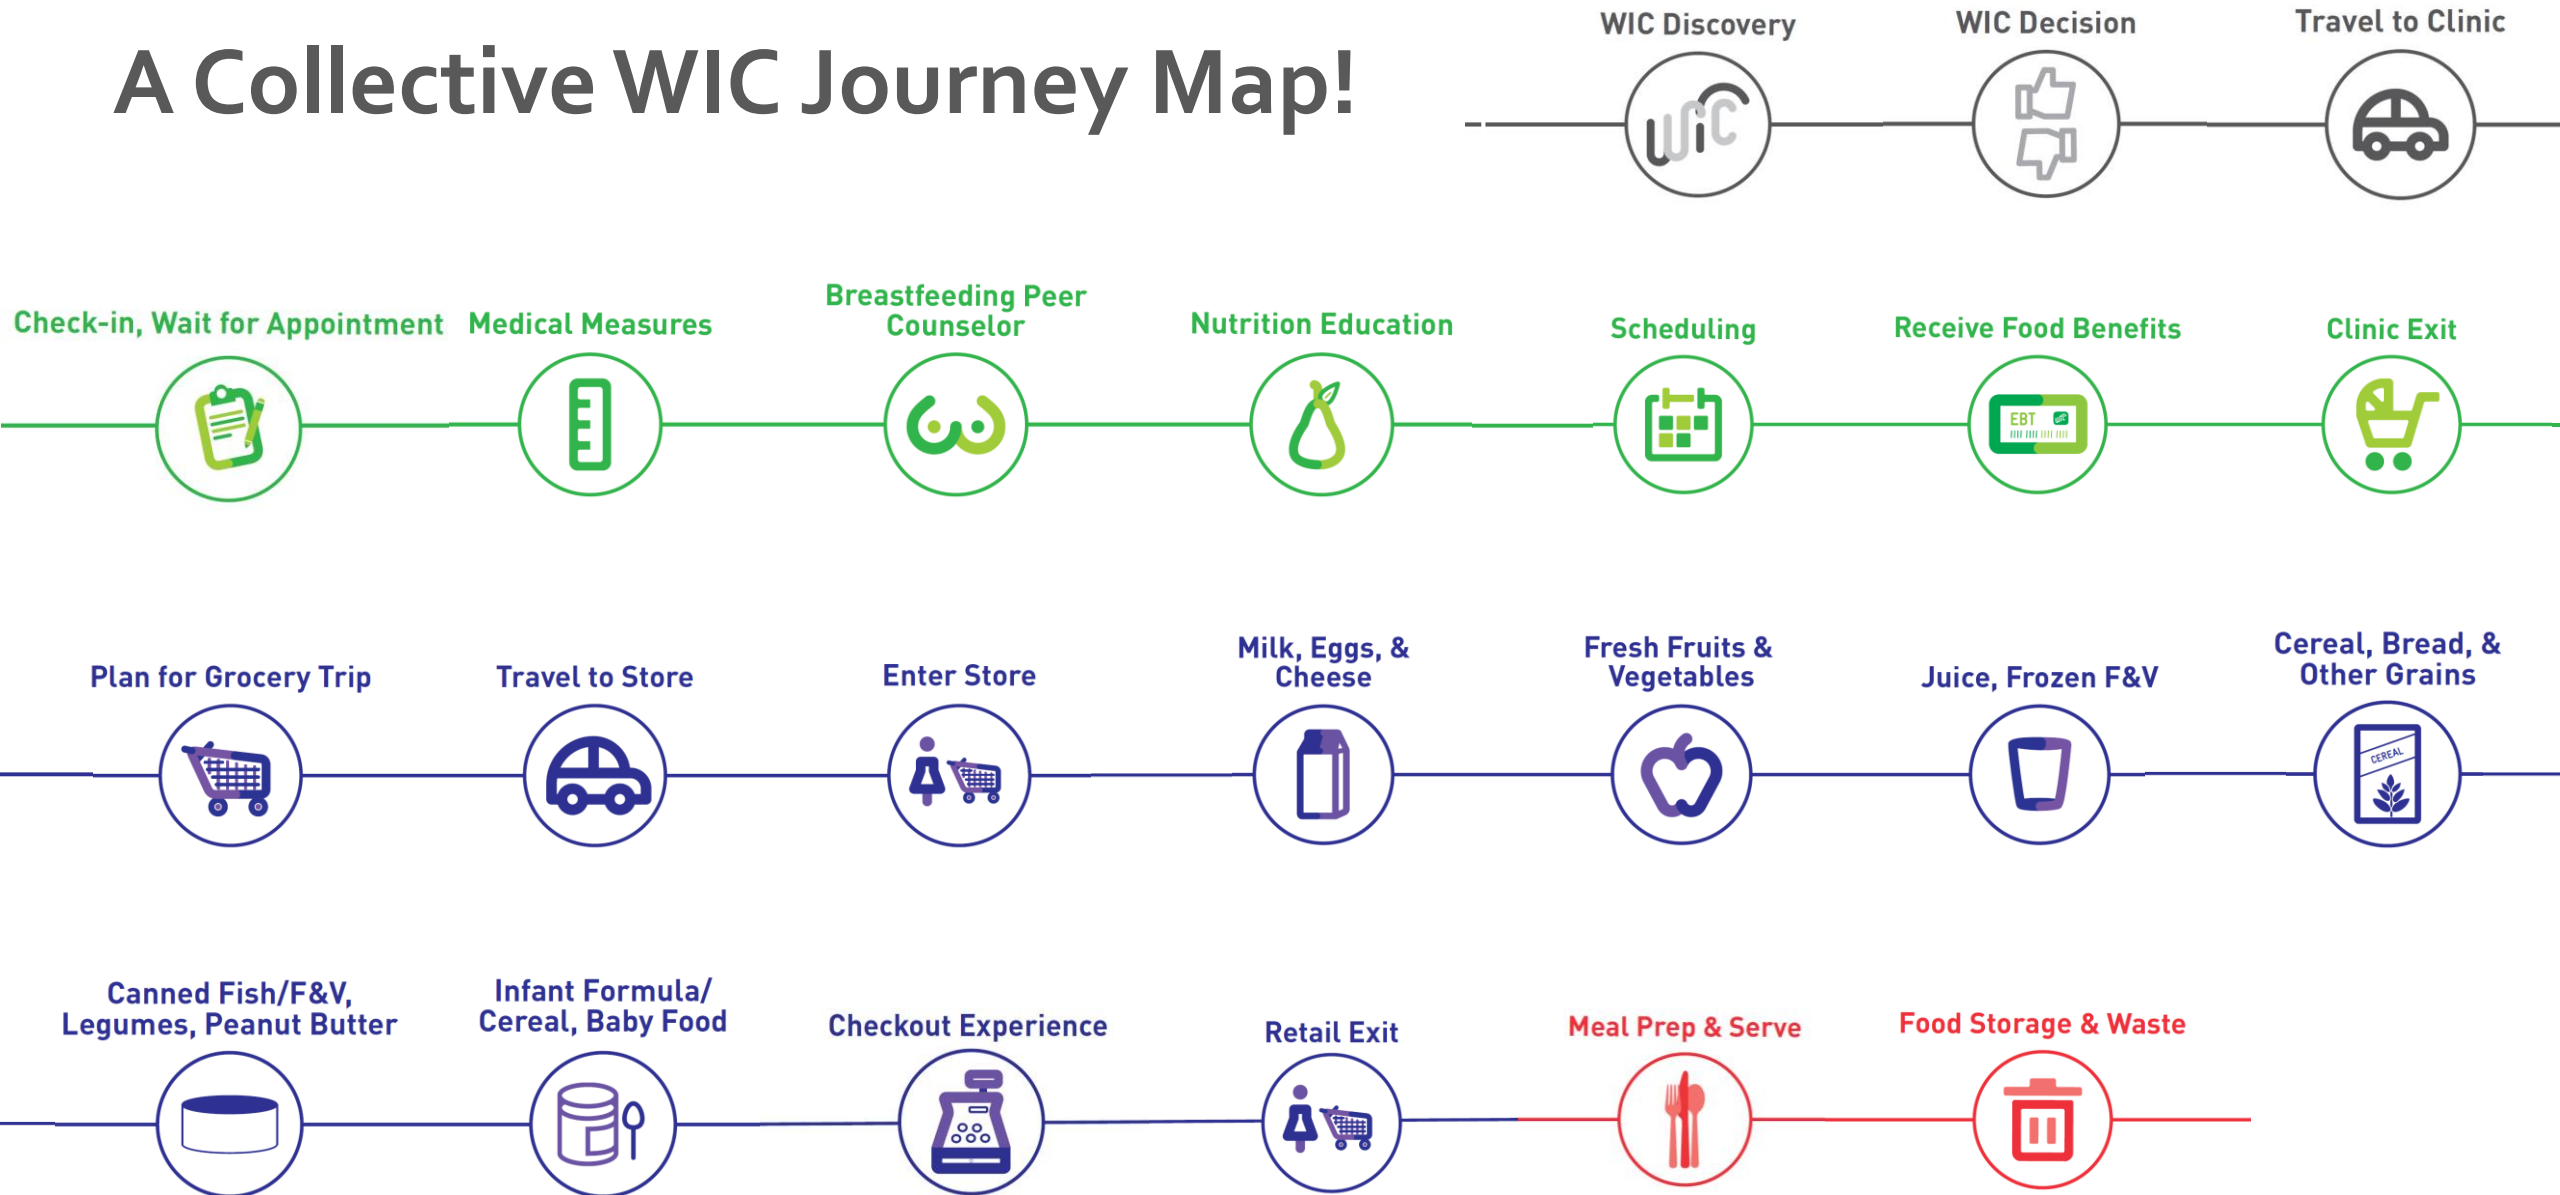 A Collective WIC Journey Map!
WIC Discovery
WIC Decision
Travel to Clinic
WiC
Check-in, Wait for Appointment
Medical Measures
Breastfeeding Peer
Counselor
Nutrition Education
Scheduling
Receive Food Benefits
Clinic Exit
EBT
Plan for Grocery Trip
Travel to Store
Enter Store
Milk, Eggs, &
Cheese
Fresh Fruits &
Vegetables
Juice, Frozen F&V
Cereal, Bread, &
Other Grains
CEREAL
Canned Fish/F&V,
Legumes, Peanut Butter
Infant Formula/
Cereal, Baby Food
Checkout Experience
Retail Exit
Meal Prep & Serve
Food Storage & Waste